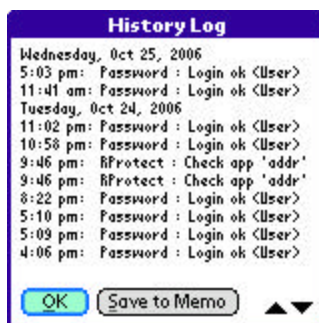 History Log
Wednesday, Oct 25, 2006
5:03 pm: Password : Login ok <User>
11:41 am: Password : Login ok <User>
Tuesday, Oct 24, 2006
11:02 pm: Password : Login ok <User>
10:58 pm: Password : Login ok <User>
9:46 pm: RProtect : Check app 'addr'
9:46 pm: RProtect : Check app 'addr'
8:22 pm: Password : Login ok <User>
5:10 pm: Password : Login ok <User>
5:09 pm: Password : Login ok <User>
4:06 pm: Password : Login ok <User>
OK Save to Memo